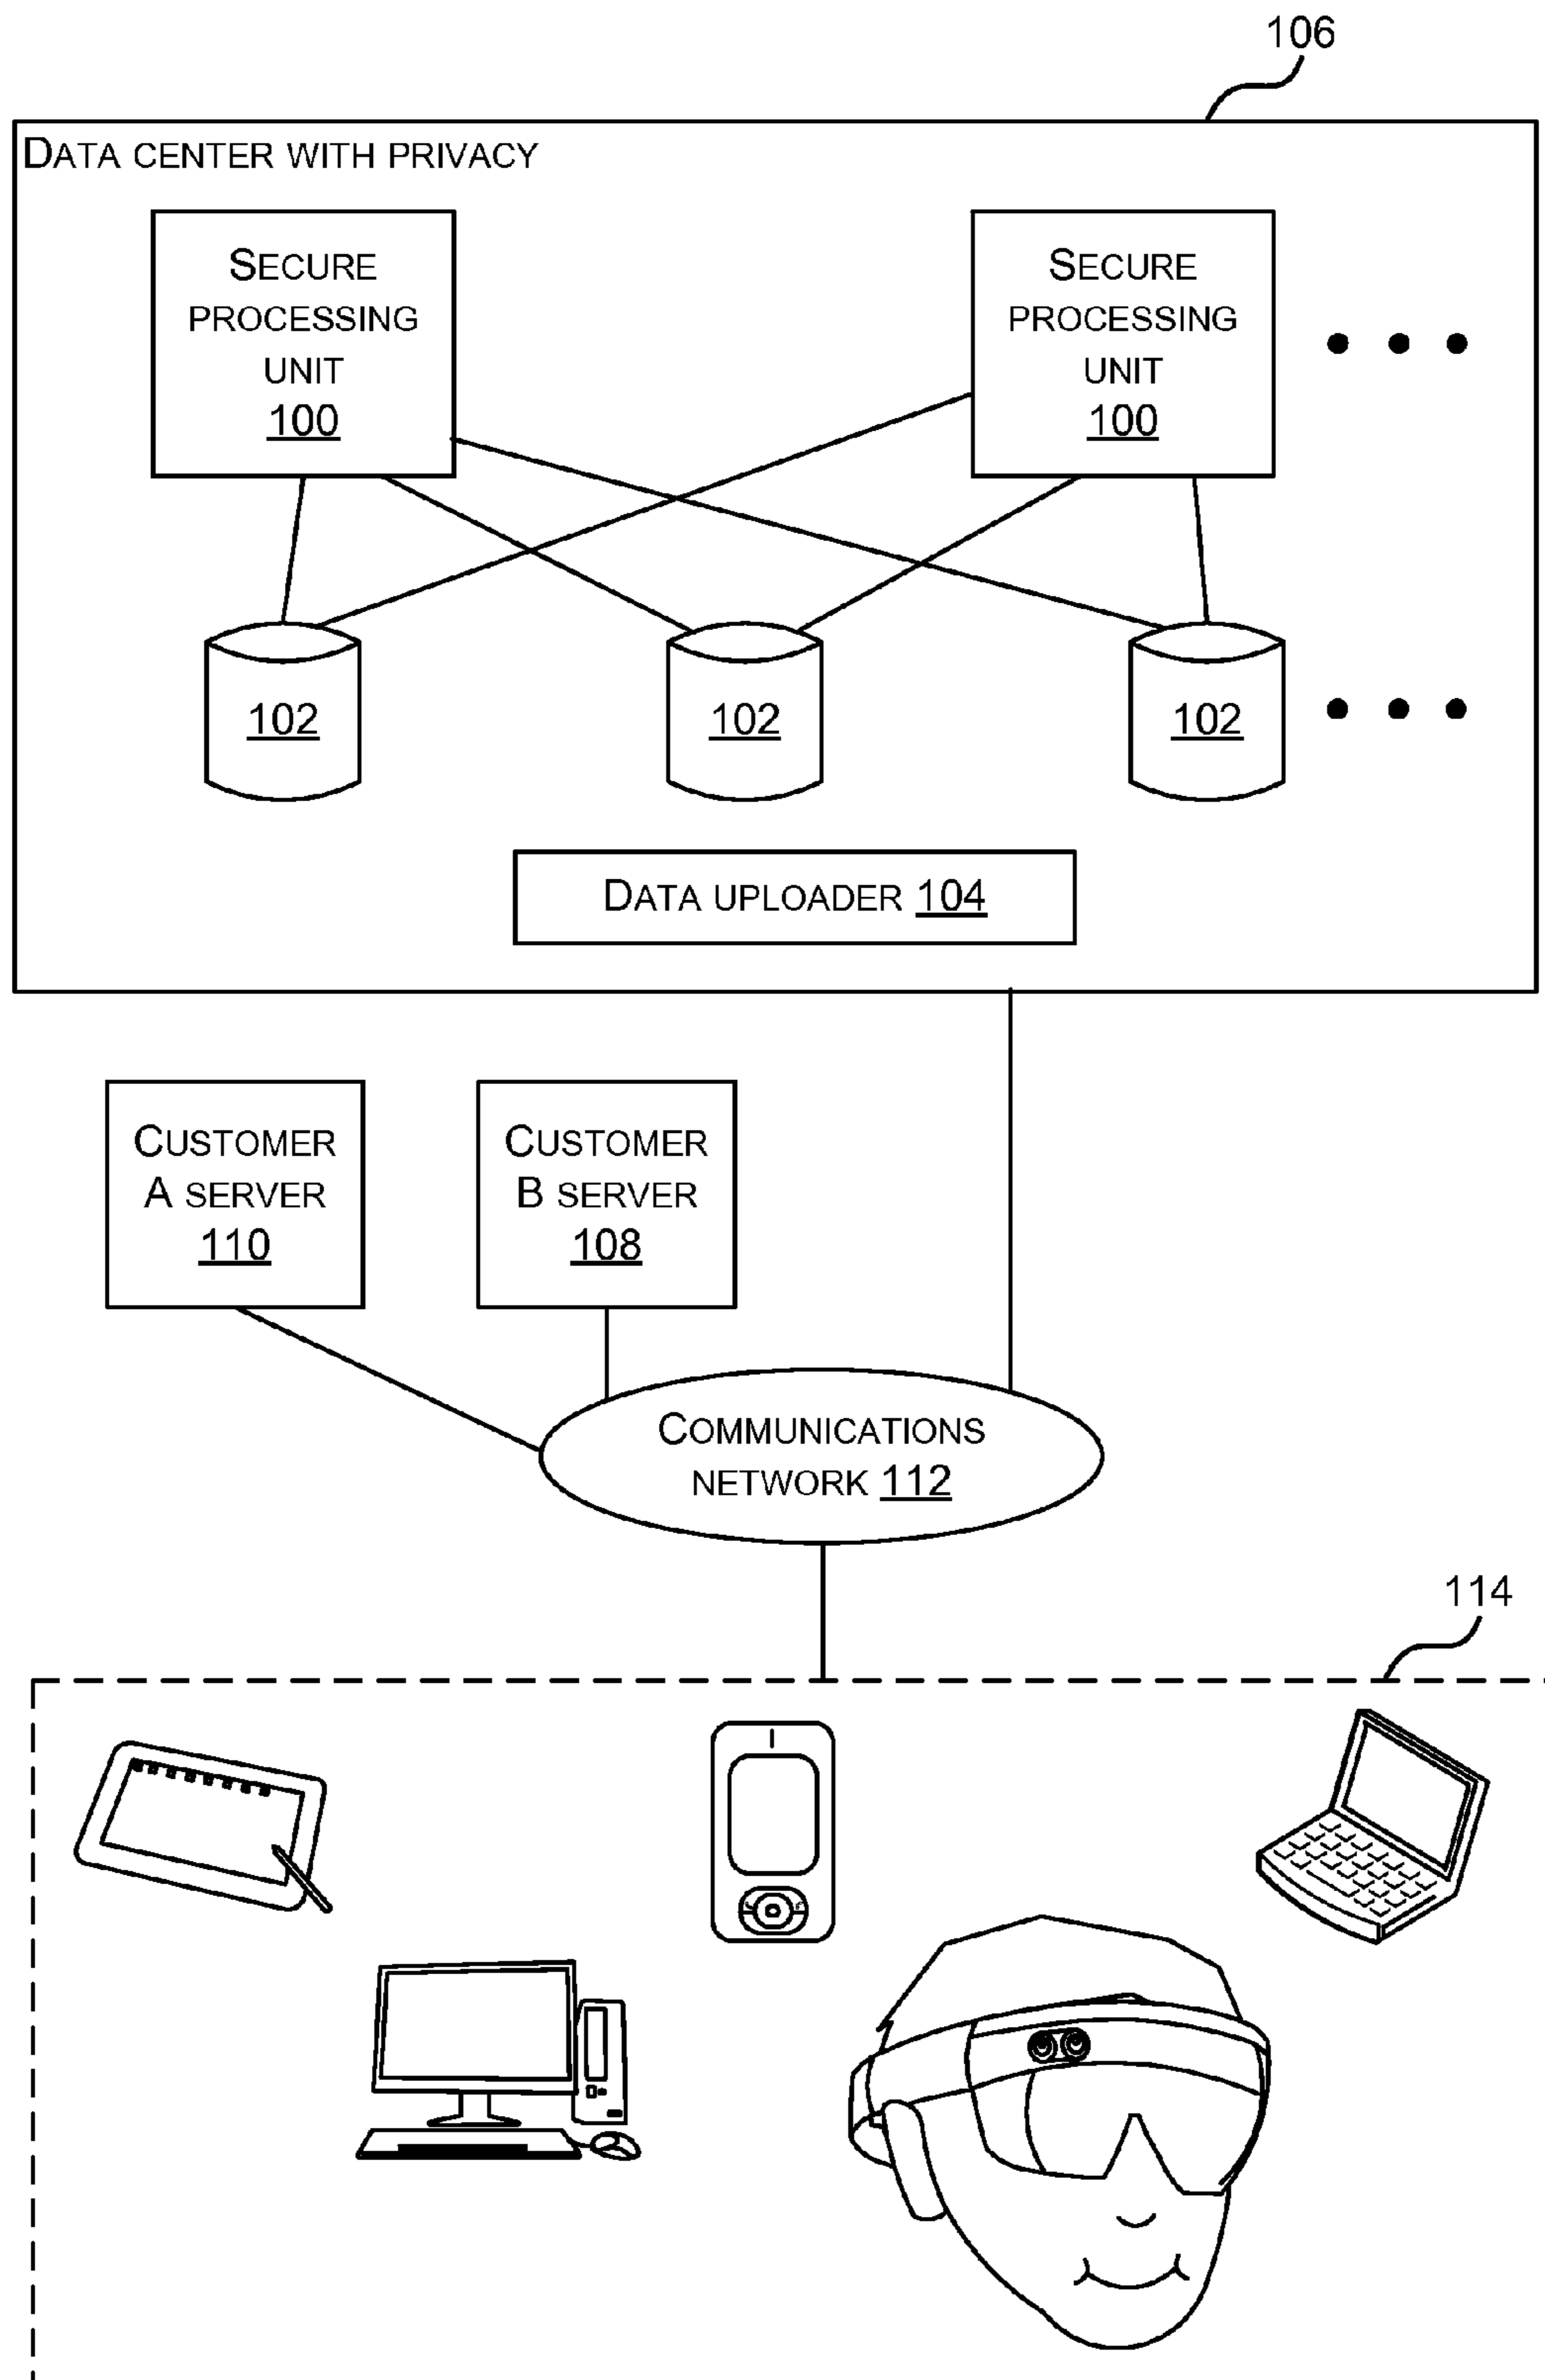 106
DATA CENTER WITH PRIVACY
SECURE
PROCESSING
UNIT
100
SECURE
PROCESSING
UNIT
100
102
102
102
DATA UPLOADER 104
CUSTOMER
A SERVER
110
CUSTOMER
B SERVER
108
COMMUNICATIONS
NETWORK 112
114